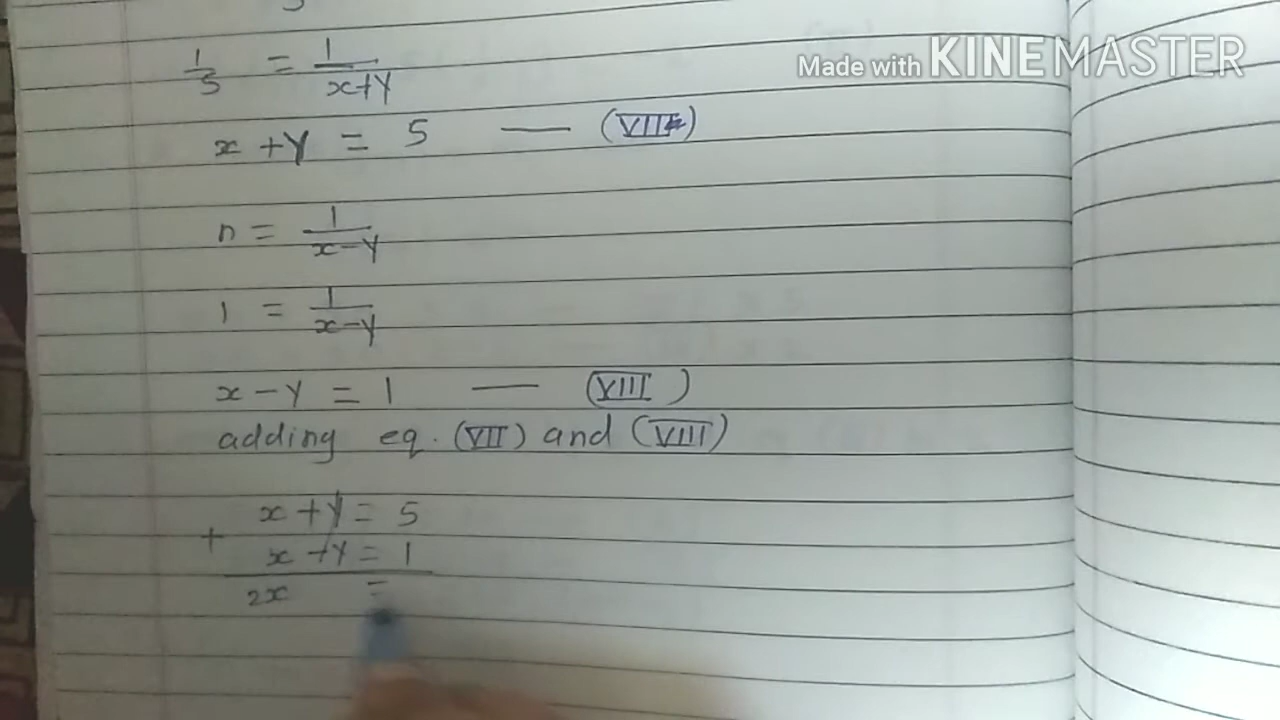 Made with KINEMASTER
1/5 = 1/x+y
x + y = 5 — (VII)
n = 1/x-y
1 = 1/x-y
x - y = 1 — (VIII)
adding eq. (VII) and (VIII)
x + y = 5
+ x + y = 1
2x =